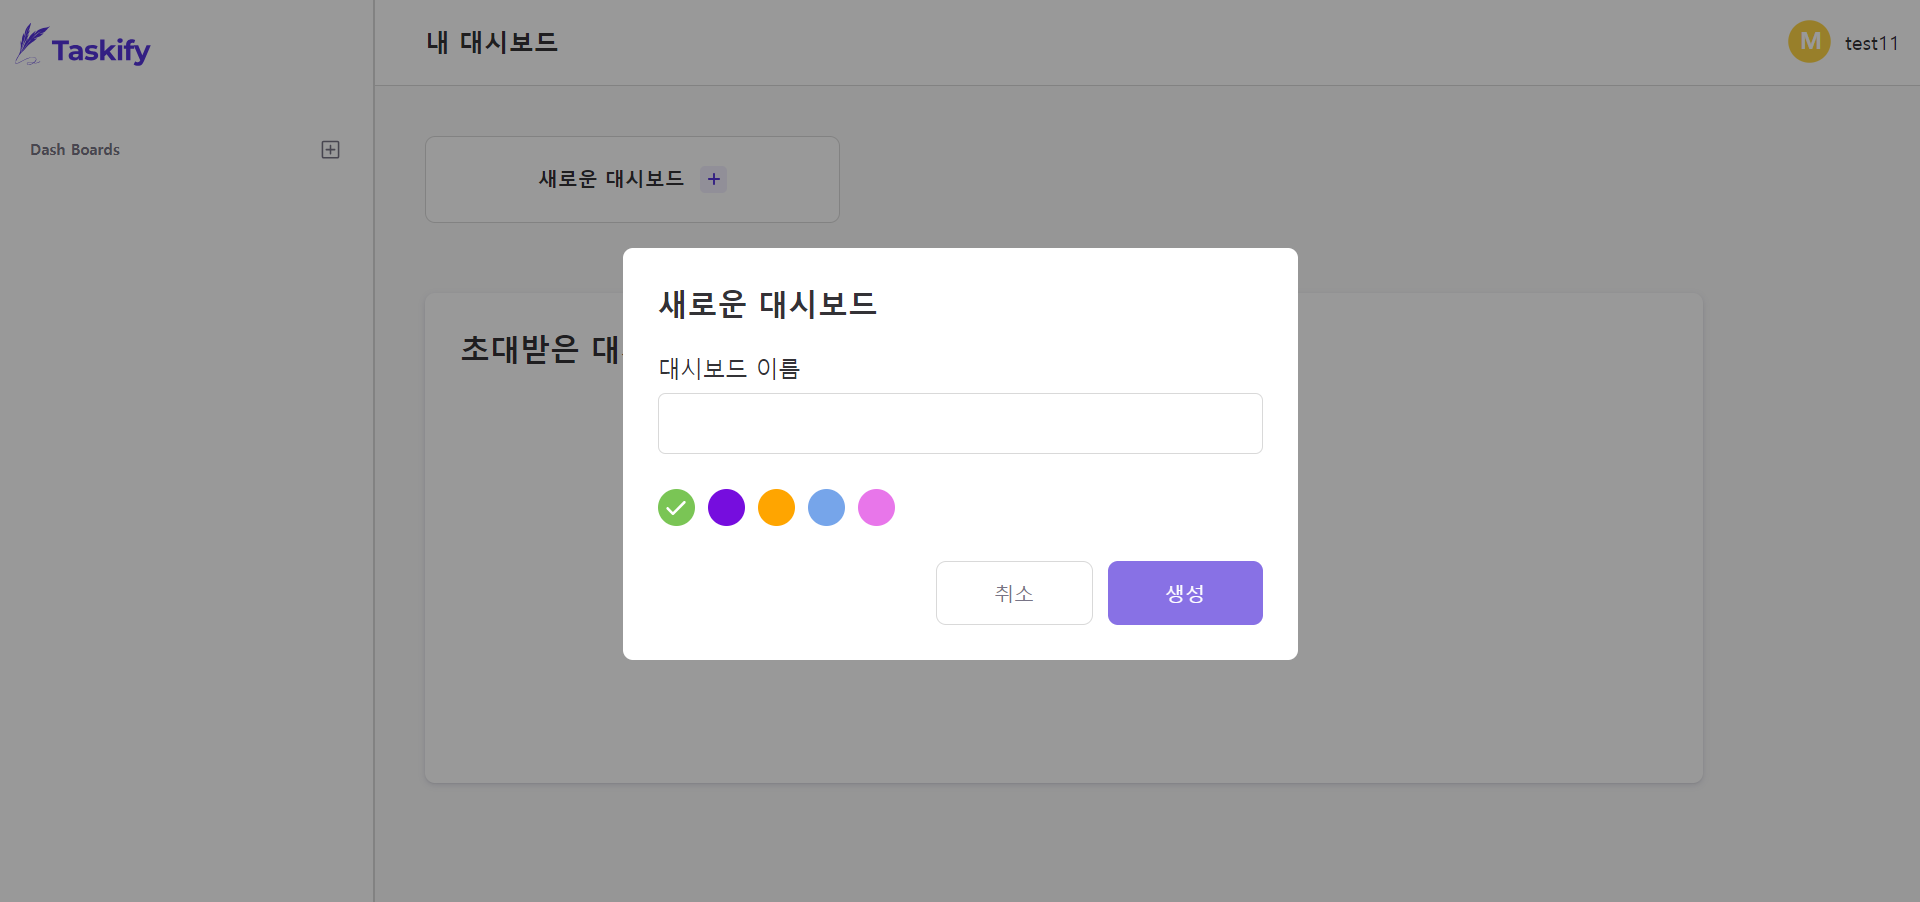 Taskify
내 대시보드
M
test11
Dash Boards
새로운 대시보드
초대받은
새로운 대시보드
대시보드 이름
취소
생성